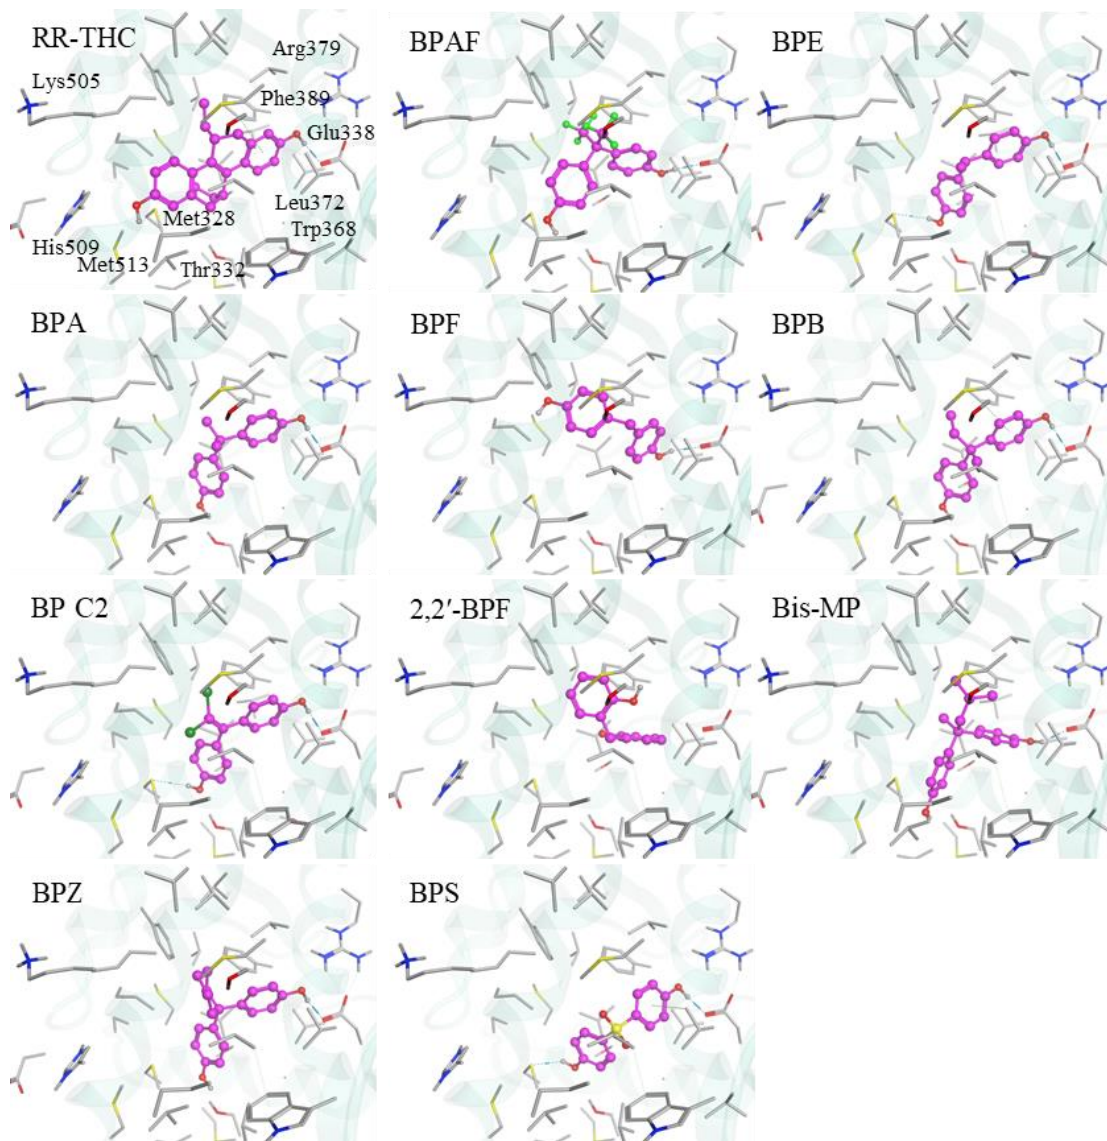 RR-THC
BPAF
BPE
Arg379
Lys505
Phe389
Glu338
Leu372
Met328
Trp368
His509
Met513
Thr332
BPA
BPF
BPB
BP C2
2,2′-BPF
Bis-MP
BPZ
BPS